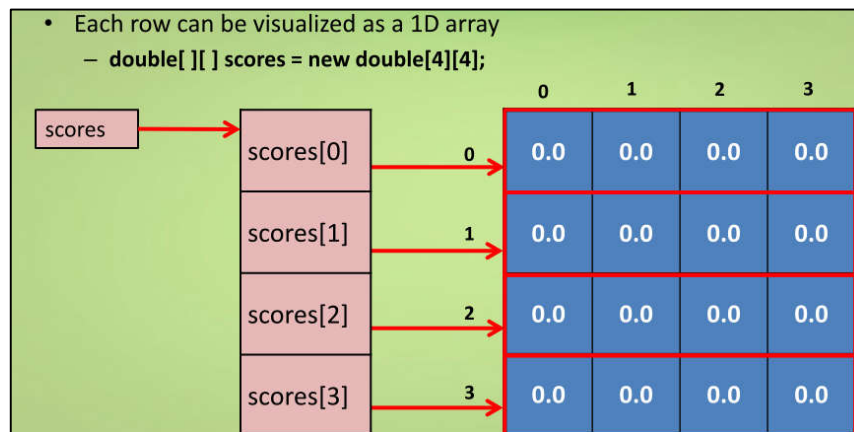 • Each row can be visualized as a 1D array
– double[ ][ ] scores = new double[4][4];
0 1 2 3
scores
scores[0] 0 0.0 0.0 0.0 0.0
scores[1] 1 0.0 0.0 0.0 0.0
scores[2] 2 0.0 0.0 0.0 0.0
scores[3] 3 0.0 0.0 0.0 0.0